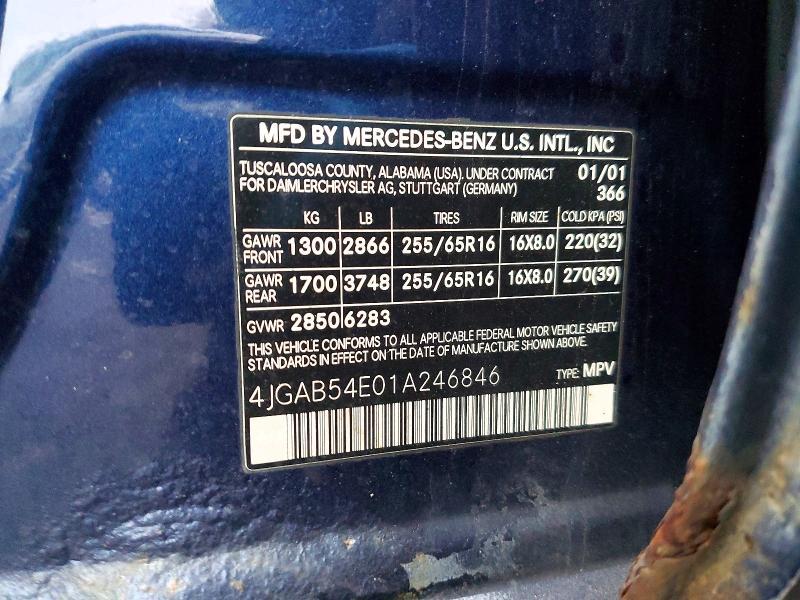 MFD BY MERCEDES-BENZ U.S. INTL., INC
TUSCALOOSA COUNTY, ALABAMA (USA). UNDER CONTRACT 01/01
FOR DAIMLERCHRYSLER AG, STUTTGART (GERMANY) 366
KG LB TIRES RIM SIZE COLD KPA (PSI)
GAWR FRONT 1300 2866 255/65R16 16X8.0 220(32)
GAWR REAR 1700 3748 255/65R16 16X8.0 270(39)
GVWR 2850 6283
THIS VEHICLE CONFORMS TO ALL APPLICABLE FEDERAL MOTOR VEHICLE SAFETY
STANDARDS IN EFFECT ON THE DATE OF MANUFACTURE SHOWN ABOVE.
4JGAB54E01A246846 TYPE: MPV